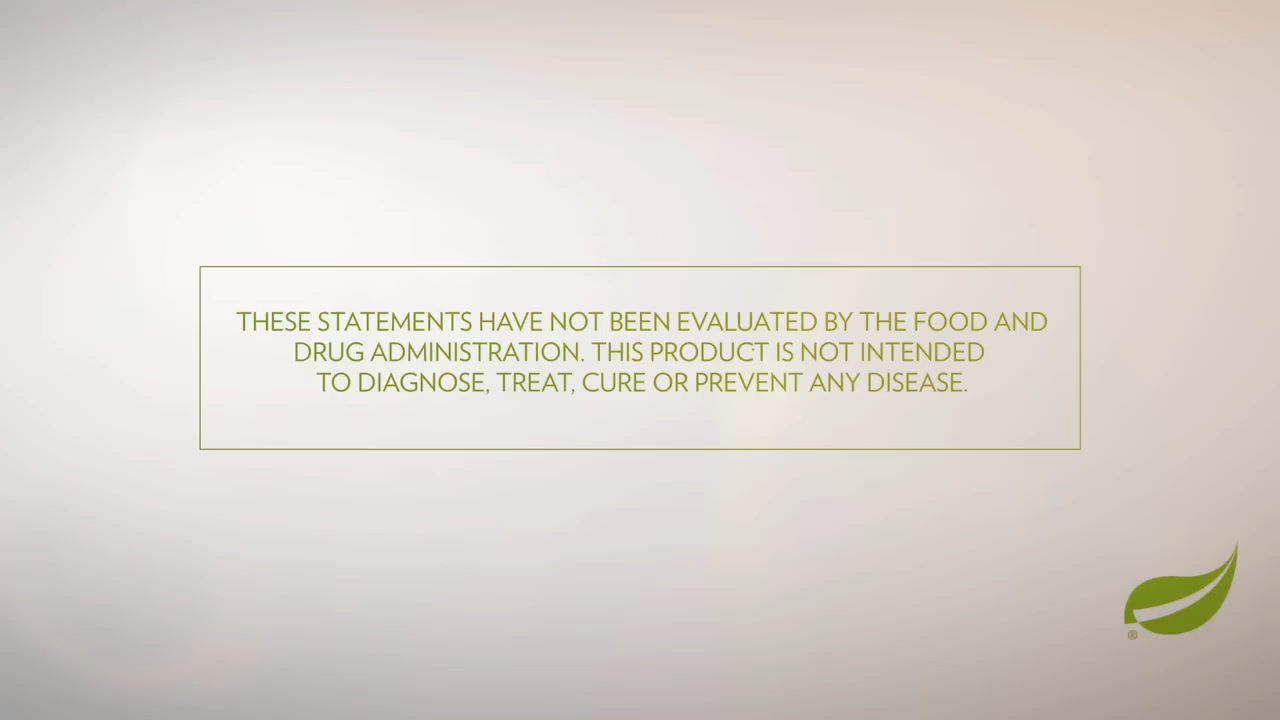 THESE STATEMENTS HAVE NOT BEEN EVALUATED BY THE FOOD AND
DRUG ADMINISTRATION. THIS PRODUCT IS NOT INTENDED
TO DIAGNOSE, TREAT, CURE OR PREVENT ANY DISEASE.
®